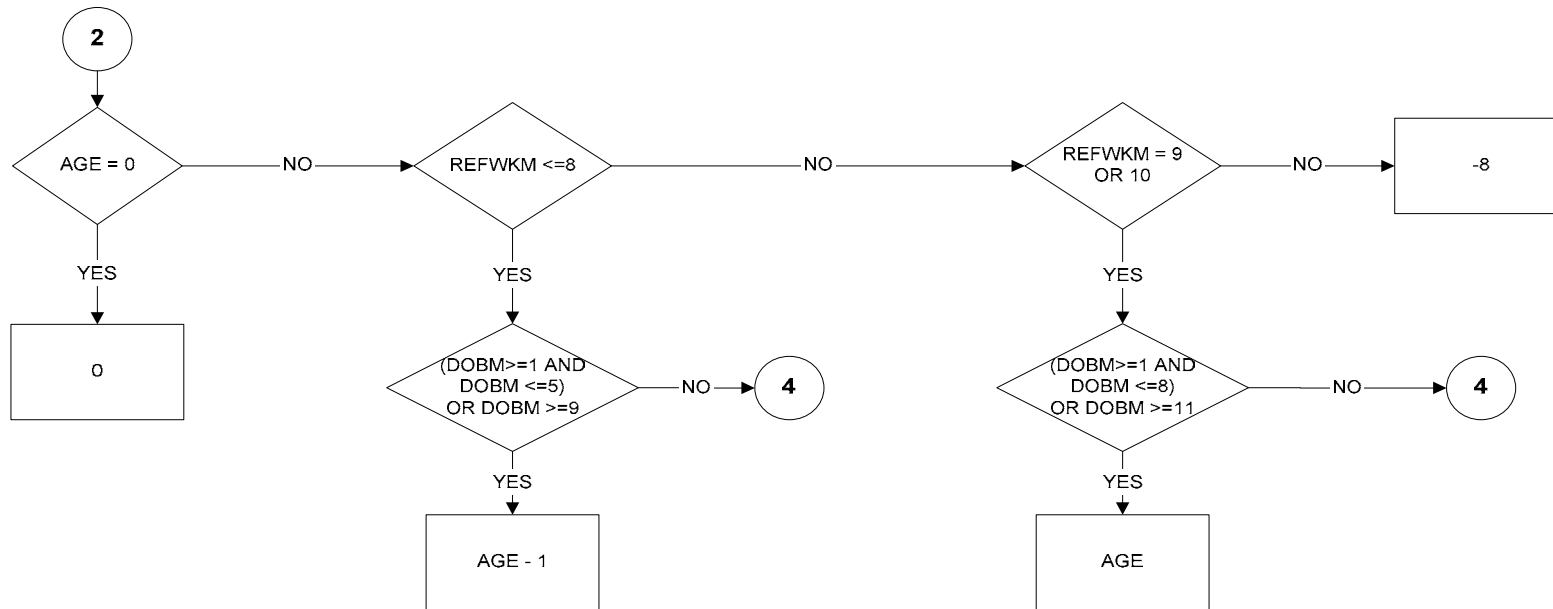 2
AGE = 0
NO
REFWKM <=8
NO
REFWKM = 9
OR 10
NO
-8
YES
YES
YES
0
(DOBM>=1 AND
DOBM <=5)
OR DOBM >=9
NO
4
(DOBM>=1 AND
DOBM <=8)
OR DOBM >=11
NO
4
YES
YES
AGE - 1
AGE